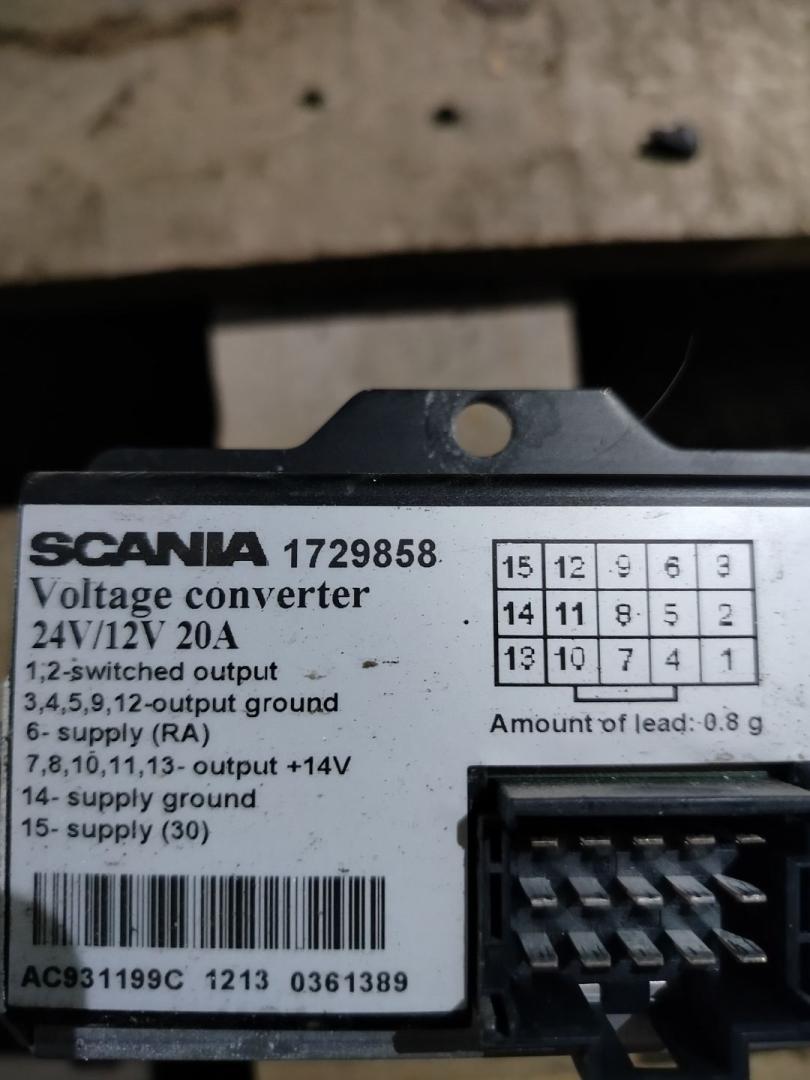 SCANIA 1729858
Voltage converter
24V/12V 20A
1,2-switched output
3,4,5,9,12-output ground
6- supply (RA)
7,8,10,11,13- output +14V
14- supply ground
15- supply (30)
AC931199C 1213 0361389
15 12 9 6 3
14 11 8 5 2
13 10 7 4 1
Amount of lead: 0.8 g